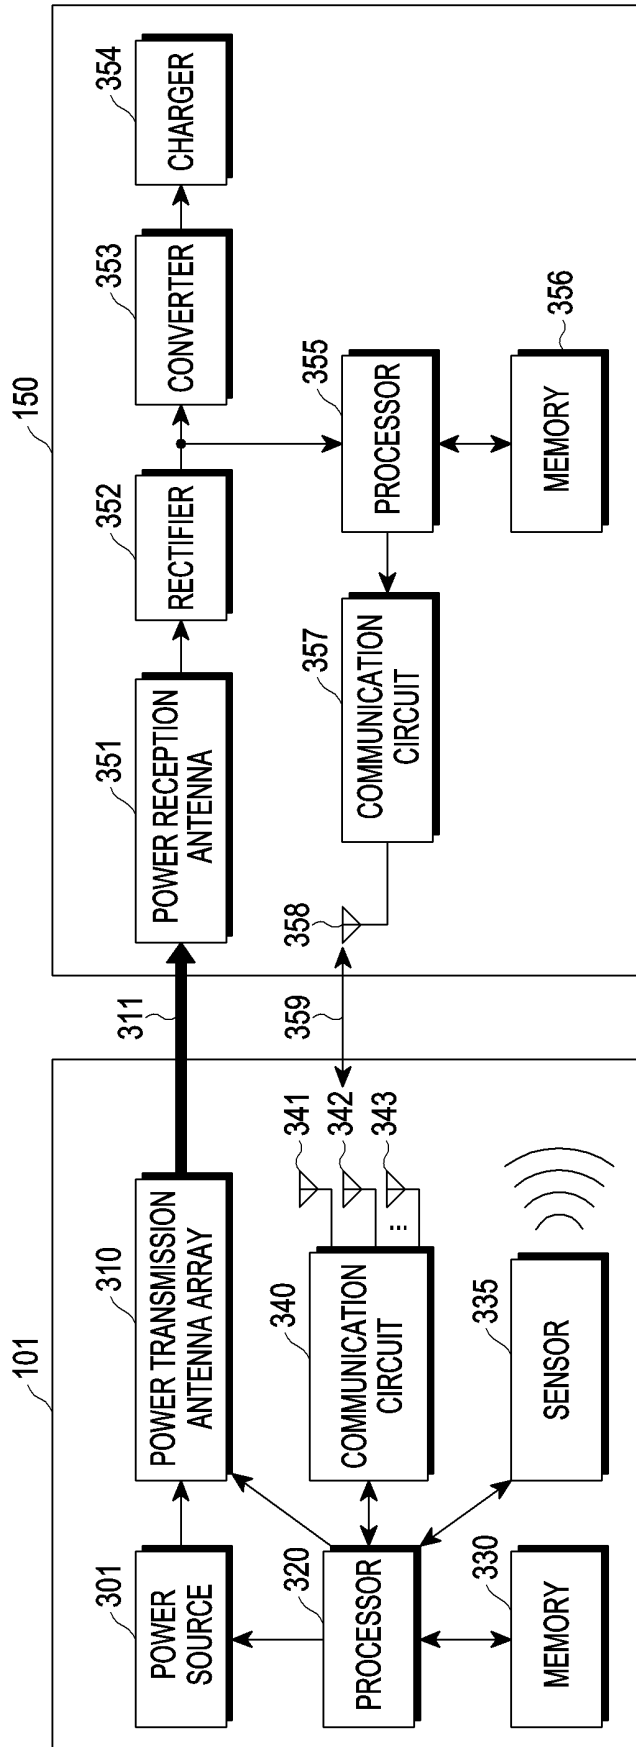 101
301
POWER
SOURCE
310
POWER TRANSMISSION
ANTENNA ARRAY
311
320
PROCESSOR
340
COMMUNICATION
CIRCUIT
341
342
343
...
330
MEMORY
335
SENSOR
359
150
351
POWER RECEPTION
ANTENNA
352
RECTIFIER
353
CONVERTER
354
CHARGER
358
357
COMMUNICATION
CIRCUIT
355
PROCESSOR
356
MEMORY